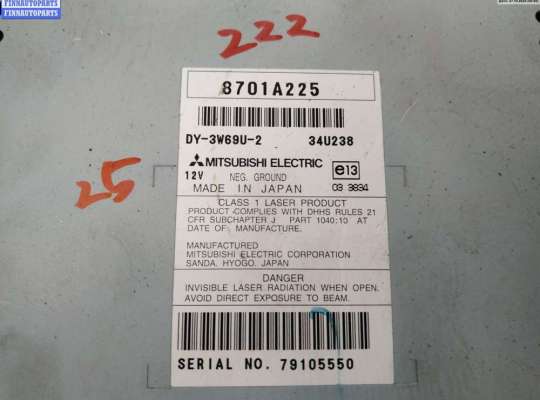 FINNAUTOPARTS
FINNAUTOPARTS
222
8701A225
DY-3W69U-2 34U238
MITSUBISHI ELECTRIC
e13
12V NEG. GROUND
MADE IN JAPAN 03 3834
25
CLASS 1 LASER PRODUCT
PRODUCT COMPLIES WITH DHHS RULES 21
CFR SUBCHAPTER J PART 1040:10 AT
DATE OF MANUFACTURE.
MANUFACTURED
MITSUBISHI ELECTRIC CORPORATION
SANDA, HYOGO, JAPAN
DANGER
INVISIBLE LASER RADIATION WHEN OPEN.
AVOID DIRECT EXPOSURE TO BEAM.
SERIAL NO. 79105550